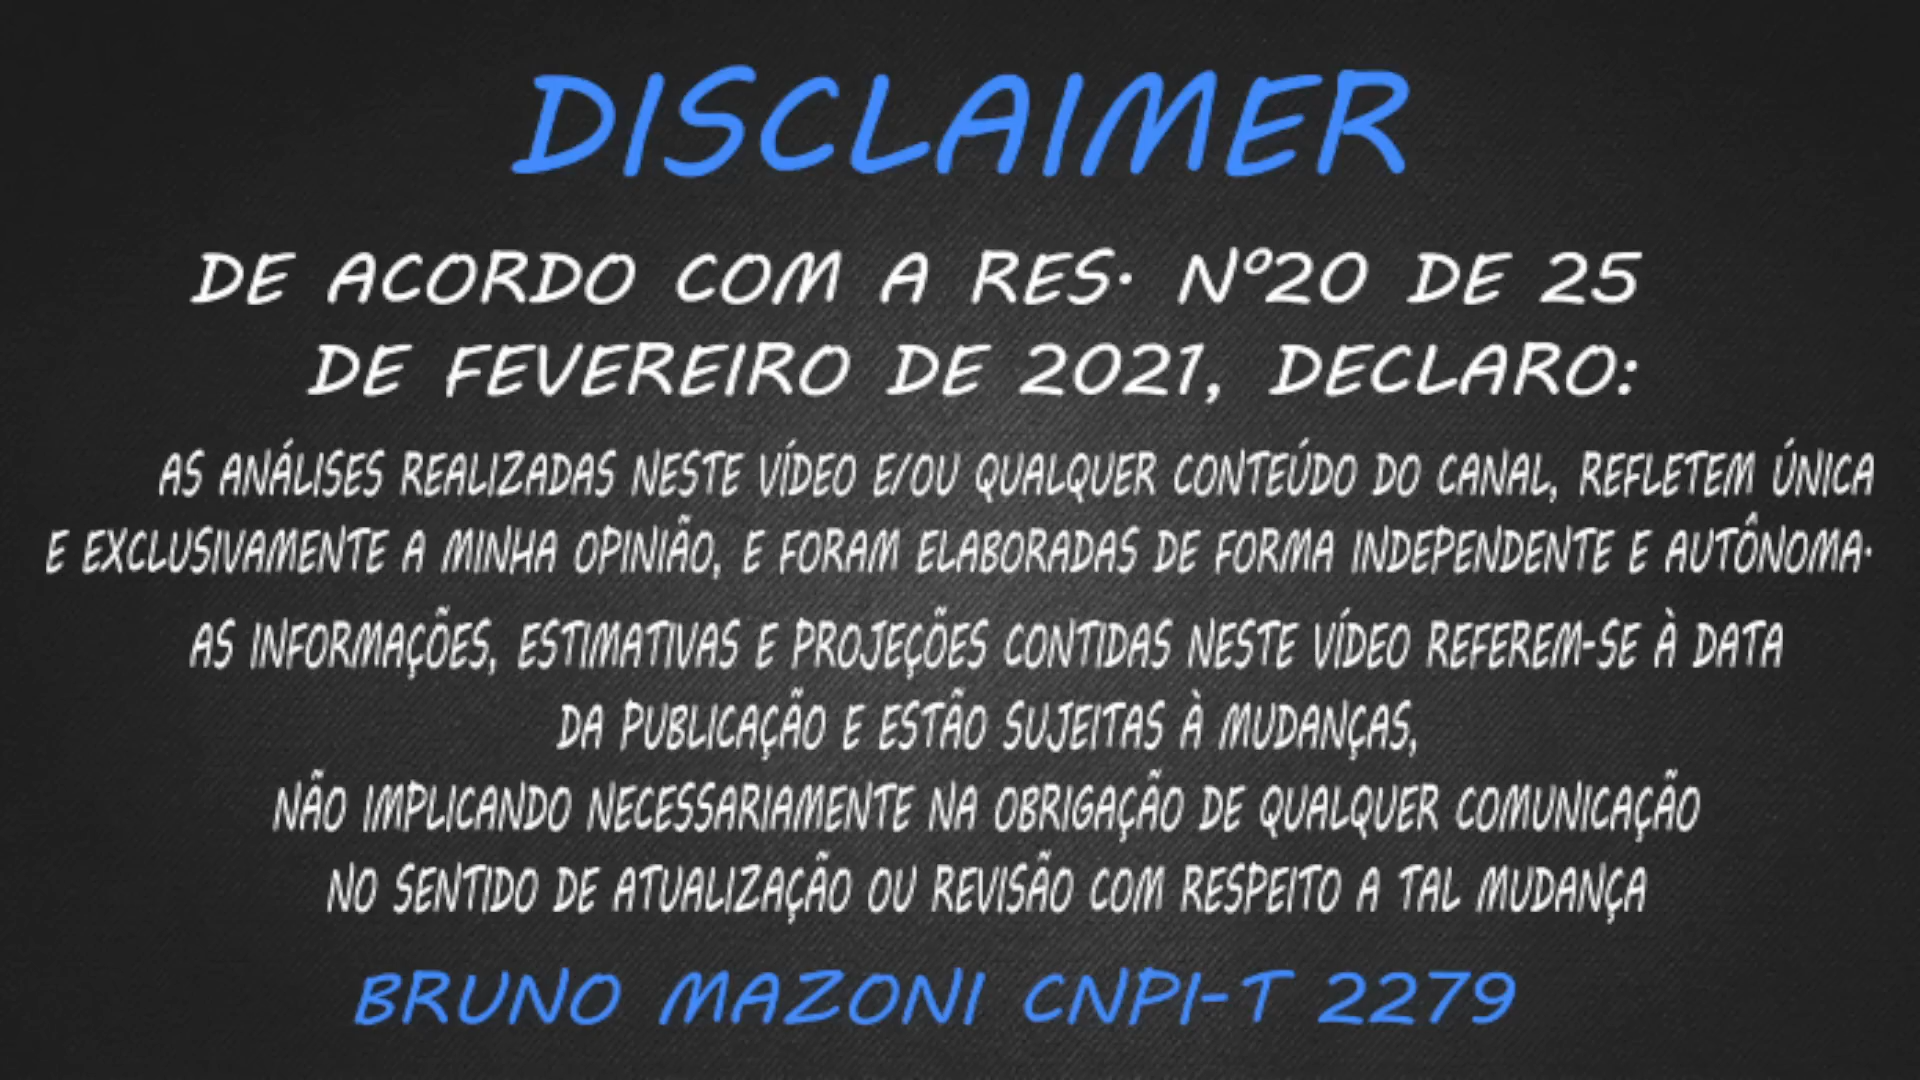 DISCLAIMER
DE ACORDO COM A RES. Nº20 DE 25
DE FEVEREIRO DE 2021, DECLARO:
AS ANÁLISES REALIZADAS NESTE VÍDEO E/OU QUALQUER CONTEÚDO DO CANAL, REFLETEM ÚNICA
E EXCLUSIVAMENTE A MINHA OPINIÃO, E FORAM ELABORADAS DE FORMA INDEPENDENTE E AUTÔNOMA.
AS INFORMAÇÕES, ESTIMATIVAS E PROJEÇÕES CONTIDAS NESTE VÍDEO REFEREM-SE À DATA
DA PUBLICAÇÃO E ESTÃO SUJEITAS À MUDANÇAS,
NÃO IMPLICANDO NECESSARIAMENTE NA OBRIGAÇÃO DE QUALQUER COMUNICAÇÃO
NO SENTIDO DE ATUALIZAÇÃO OU REVISÃO COM RESPEITO A TAL MUDANÇA
BRUNO MAZONI CNPI-T 2279